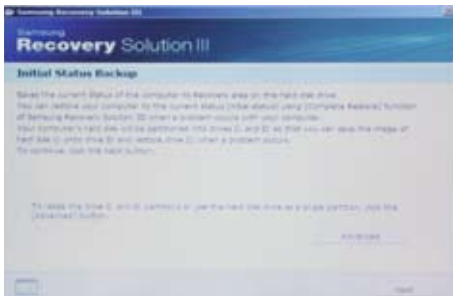 Samsung Recovery Solution III
Samsung
Recovery Solution III
Initial Status Backup
Saves the current status of the computer to Recovery area on the hard disk drive.
You can restore your computer to the current status (initial status) using [Complete Restore] function
of Samsung Recovery Solution III when a problem occurs with your computer.
Your computer's hard disk will be partitioned into drives C: and D: so that you can save the image of
hard disk C: onto drive D: and restore drive C: when a problem occurs.
To continue, click the Next button.
To resize the drive C: and D: partitions or use the hard disk drive as a single partition, click the
[Advanced] button.
Advanced
Next